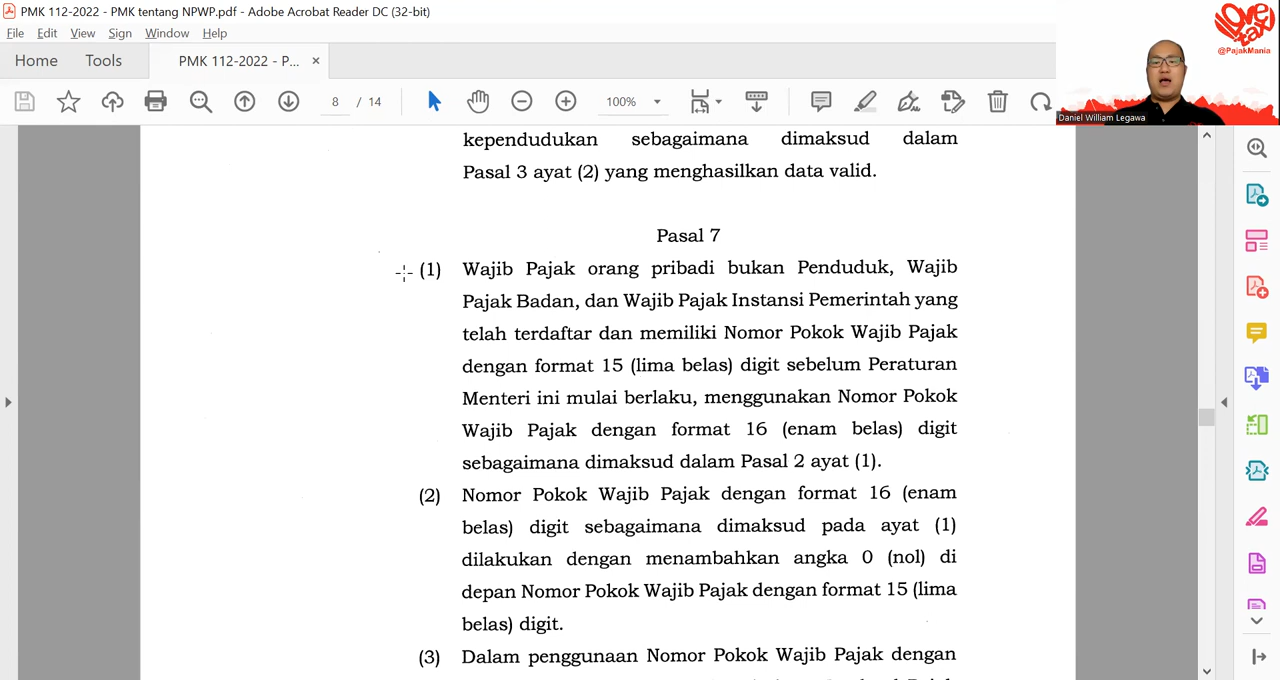 PMK 112-2022 - PMK tentang NPWP.pdf - Adobe Acrobat Reader DC (32-bit)
File Edit View Sign Window Help
Home Tools PMK 112-2022 - P... ×
8 / 14 100%
I love tax
@PajakMania
Daniel William Legawa
kependudukan sebagaimana dimaksud dalam
Pasal 3 ayat (2) yang menghasilkan data valid.
Pasal 7
(1) Wajib Pajak orang pribadi bukan Penduduk, Wajib
Pajak Badan, dan Wajib Pajak Instansi Pemerintah yang
telah terdaftar dan memiliki Nomor Pokok Wajib Pajak
dengan format 15 (lima belas) digit sebelum Peraturan
Menteri ini mulai berlaku, menggunakan Nomor Pokok
Wajib Pajak dengan format 16 (enam belas) digit
sebagaimana dimaksud dalam Pasal 2 ayat (1).
(2) Nomor Pokok Wajib Pajak dengan format 16 (enam
belas) digit sebagaimana dimaksud pada ayat (1)
dilakukan dengan menambahkan angka 0 (nol) di
depan Nomor Pokok Wajib Pajak dengan format 15 (lima
belas) digit.
(3) Dalam penggunaan Nomor Pokok Wajib Pajak dengan